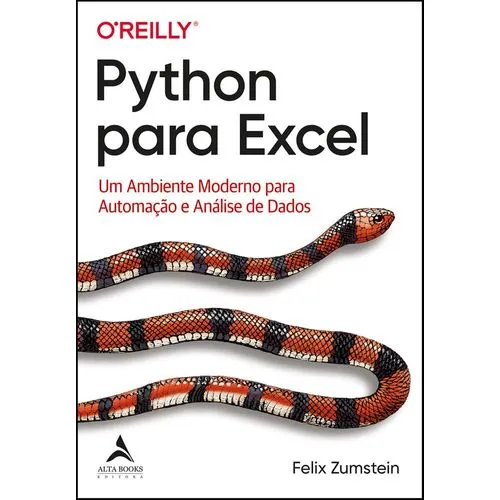 O'REILLY®
Python
para Excel
Um Ambiente Moderno para
Automação e Análise de Dados
ALTA BOOKS
EDITORA
Felix Zumstein